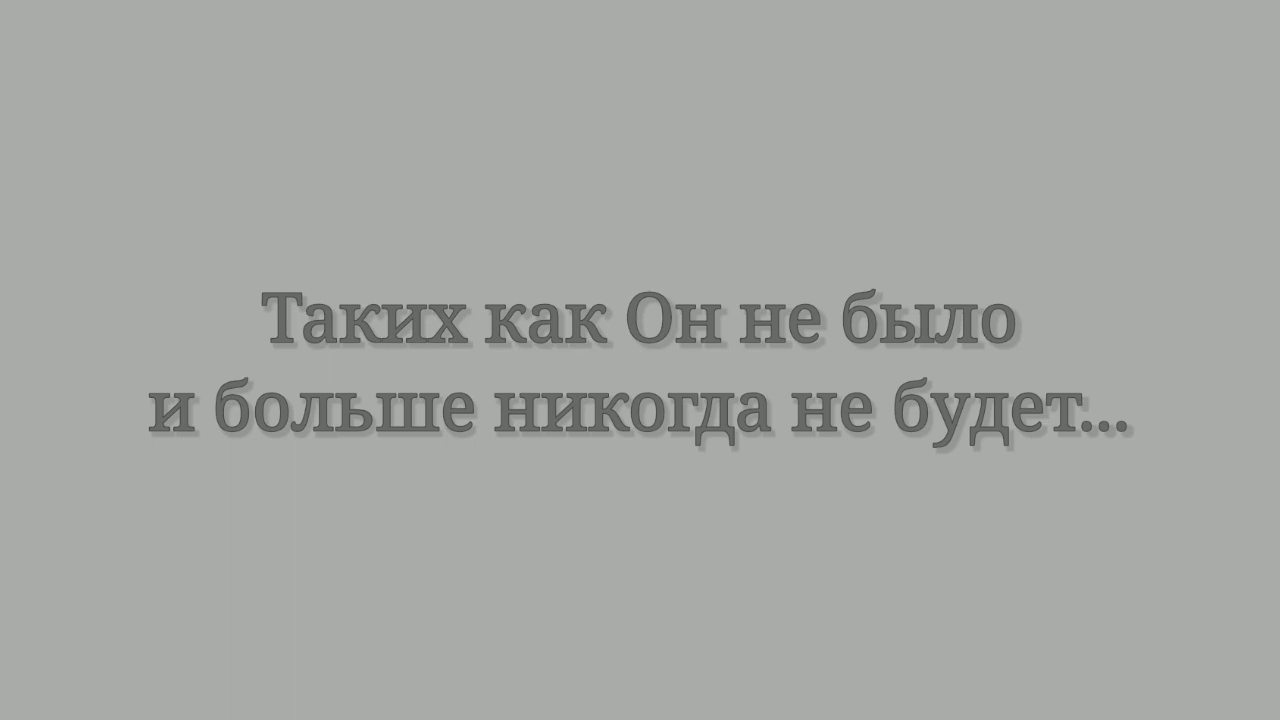 Таких как Он не было
и больше никогда не будет...